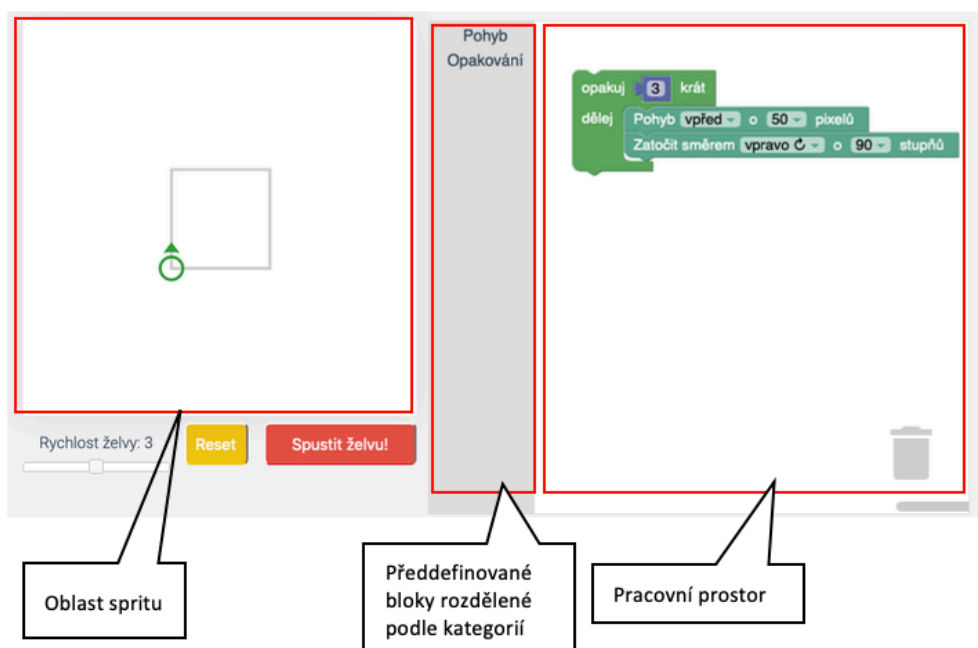 Pohyb
Opakování
opakuj 3 krát
dělej Pohyb vpřed o 50 pixelů
Zatočit směrem vpravo ↻ o 90 stupňů
Rychlost želvy: 3
Reset
Spustit želvu!
Oblast spritu
Předdefinované
bloky rozdělené
podle kategorií
Pracovní prostor